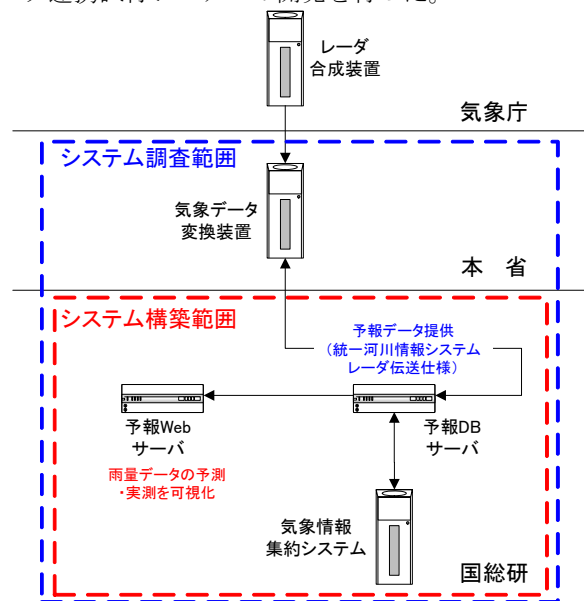 レーダ
合成装置
気象庁
システム調査範囲
気象データ
変換装置
本 省
システム構築範囲
予報データ提供
(統一河川情報システム
レーダ伝送仕様)
予報Web
サーバ
予報DB
サーバ
雨量データの予測
・実測を可視化
気象情報
集約システム
国総研